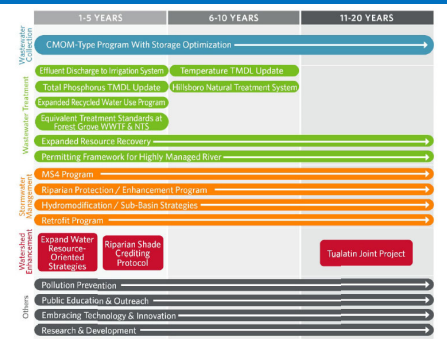 1-5 YEARS
6-10 YEARS
11-20 YEARS
Wastewater
Collection
CMOM-Type Program With Storage Optimization
Wastewater Treatment
Effluent Discharge to Irrigation System
Temperature TMDL Update
Total Phosphorus TMDL Update
Hillsboro Natural Treatment System
Expanded Recycled Water Use Program
Equivalent Treatment Standards at
Forest Grove WWTF & NTS
Expanded Resource Recovery
Permitting Framework for Highly Managed River
Stormwater
Management
MS4 Program
Riparian Protection / Enhancement Program
Hydromodification / Sub-Basin Strategies
Retrofit Program
Watershed
Enhancement
Expand Water
Resource-
Oriented
Strategies
Riparian Shade
Crediting
Protocol
Tualatin Joint Project
Others
Pollution Prevention
Public Education & Outreach
Embracing Technology & Innovation
Research & Development